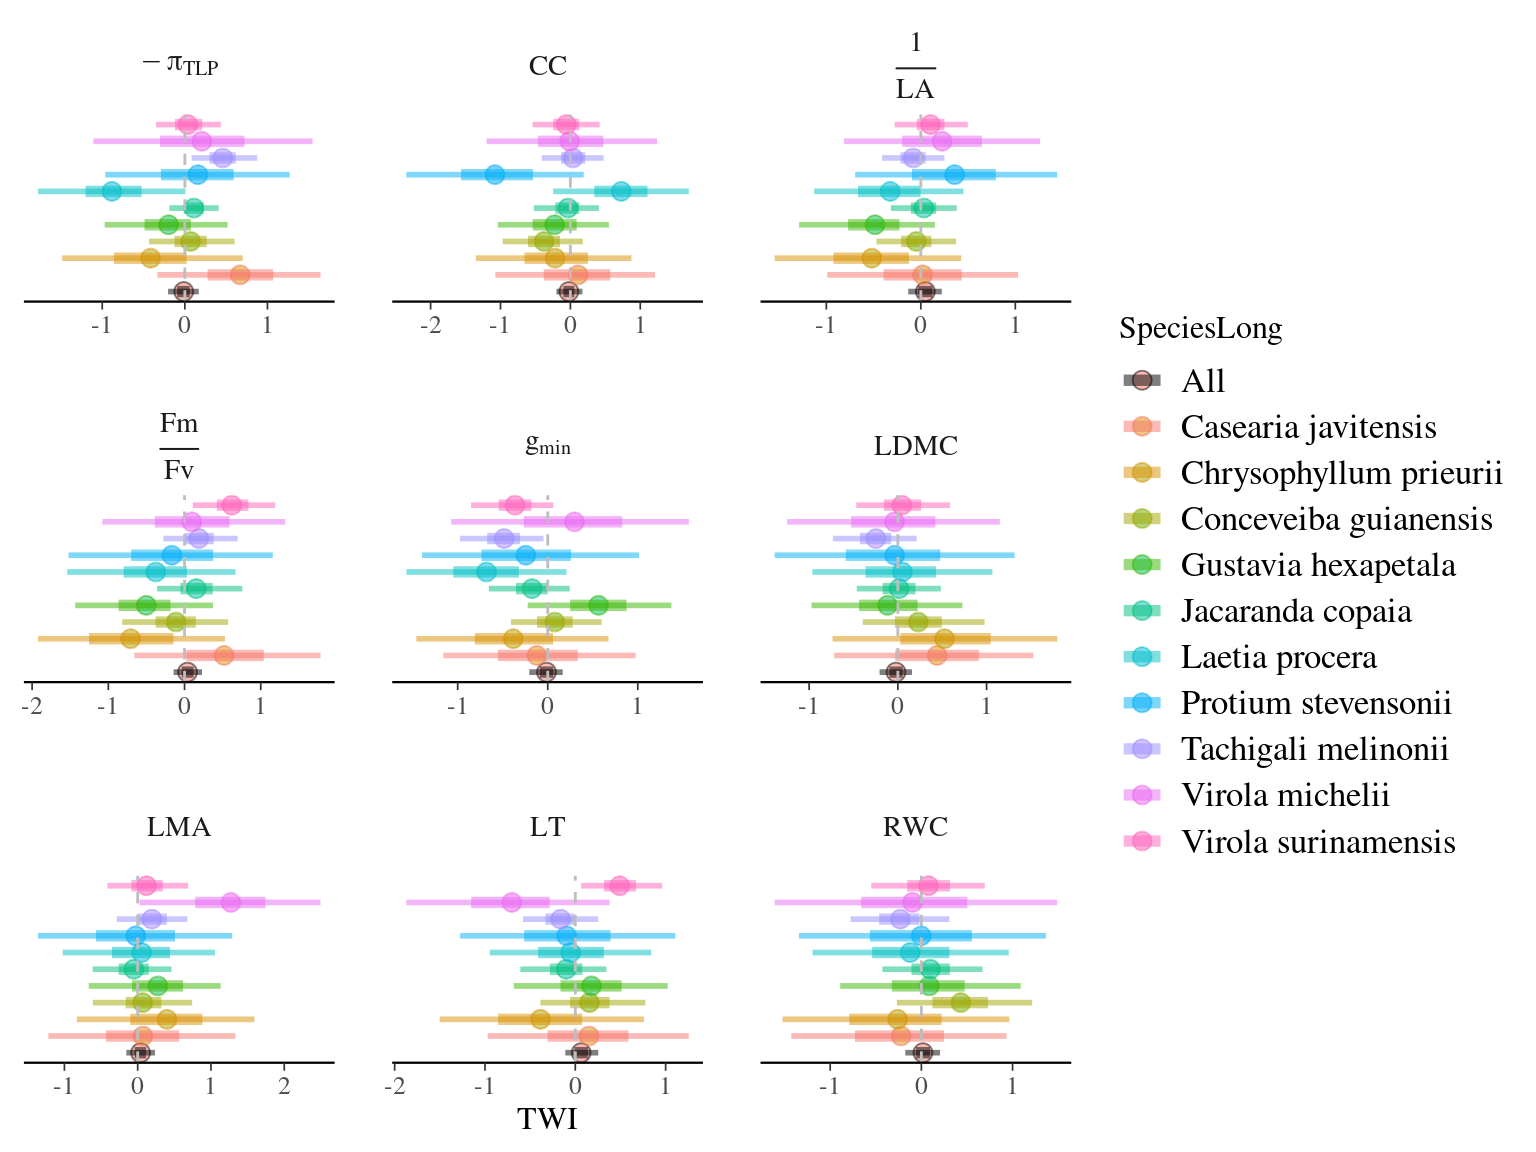 − πTLP
CC
1
LA
-1 0 1
-2 -1 0 1
-1 0 1
Fm
Fv
gmin
LDMC
-2 -1 0 1
-1 0 1
-1 0 1
LMA
LT
RWC
-1 0 1 2
-2 -1 0 1
-1 0 1
TWI
SpeciesLong
All
Casearia javitensis
Chrysophyllum prieurii
Conceveiba guianensis
Gustavia hexapetala
Jacaranda copaia
Laetia procera
Protium stevensonii
Tachigali melinonii
Virola michelii
Virola surinamensis